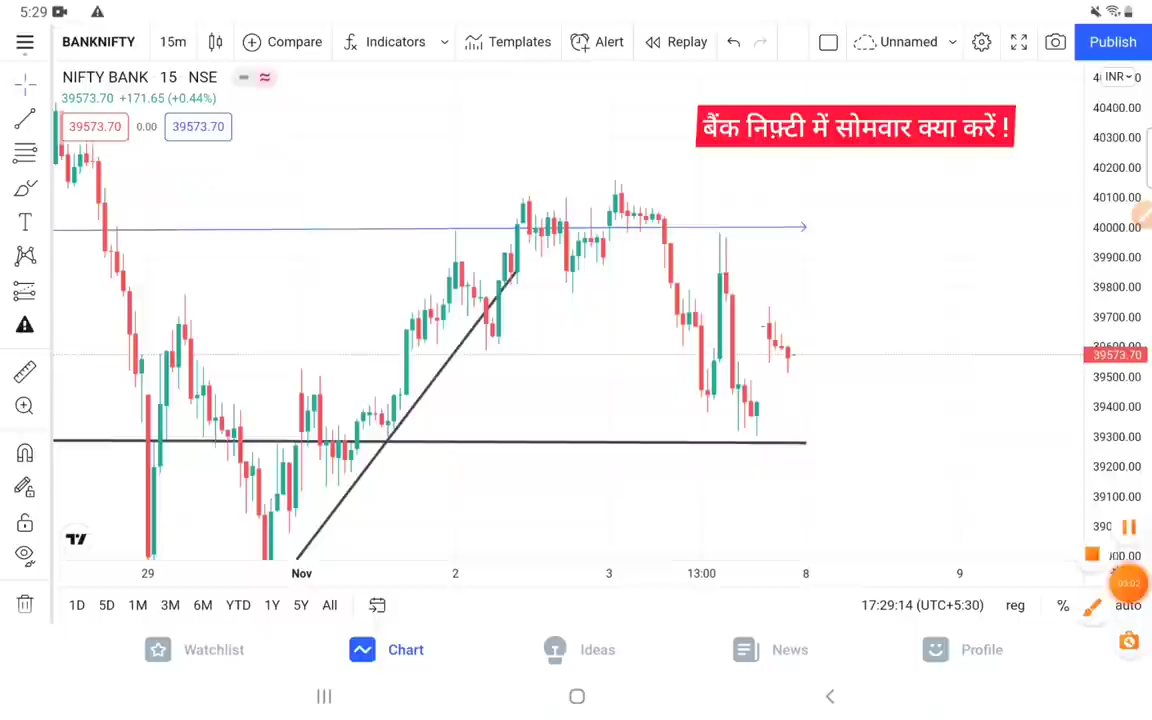 5:29
BANKNIFTY 15m Compare Indicators Templates Alert Replay Unnamed Publish
NIFTY BANK 15 NSE
39573.70 +171.65 (+0.44%)
39573.70 0.00 39573.70
बैंक निफ़्टी में सोमवार क्या करें !
INR
40400.00
40300.00
40200.00
40100.00
40000.00
39900.00
39800.00
39700.00
39573.70
39500.00
39400.00
39300.00
39200.00
39100.00
29 Nov 2 3 13:00 8 9
03:02
1D 5D 1M 3M 6M YTD 1Y 5Y All 17:29:14 (UTC+5:30) reg % auto
Watchlist Chart Ideas News Profile